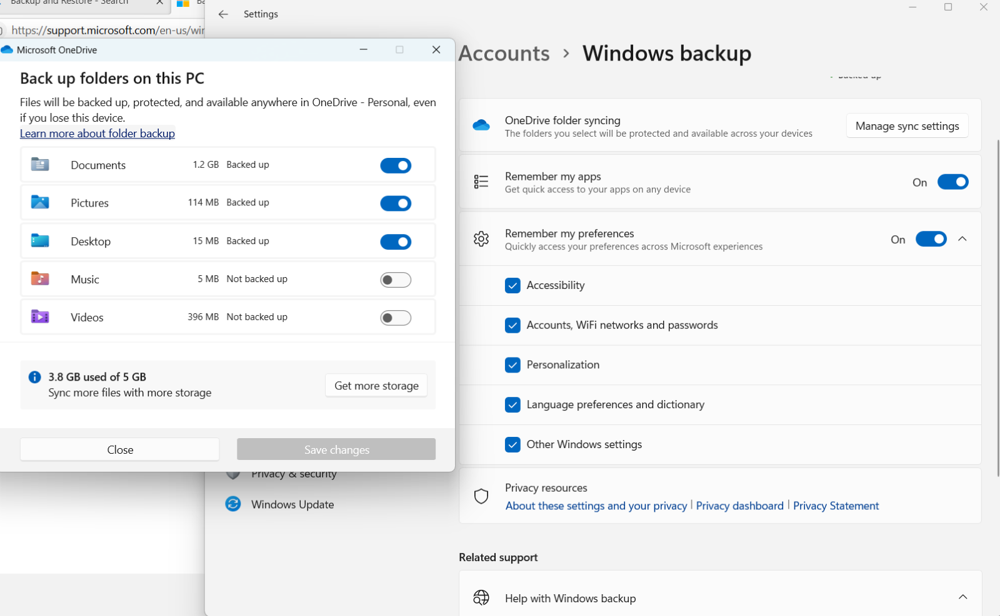 Backup and Restore - Search
Ba
https://support.microsoft.com/en-us/wir
Microsoft OneDrive
Back up folders on this PC
Files will be backed up, protected, and available anywhere in OneDrive - Personal, even
if you lose this device.
Learn more about folder backup
Documents 1.2 GB Backed up
Pictures 114 MB Backed up
Desktop 15 MB Backed up
Music 5 MB Not backed up
Videos 396 MB Not backed up
3.8 GB used of 5 GB
Sync more files with more storage
Get more storage
Close
Save changes
Settings
Privacy & security
Windows Update
Accounts > Windows backup
Backed up
OneDrive folder syncing
The folders you select will be protected and available across your devices
Manage sync settings
Remember my apps
Get quick access to your apps on any device
On
Remember my preferences
Quickly access your preferences across Microsoft experiences
On
Accessibility
Accounts, WiFi networks and passwords
Personalization
Language preferences and dictionary
Other Windows settings
Privacy resources
About these settings and your privacy | Privacy dashboard | Privacy Statement
Related support
Help with Windows backup